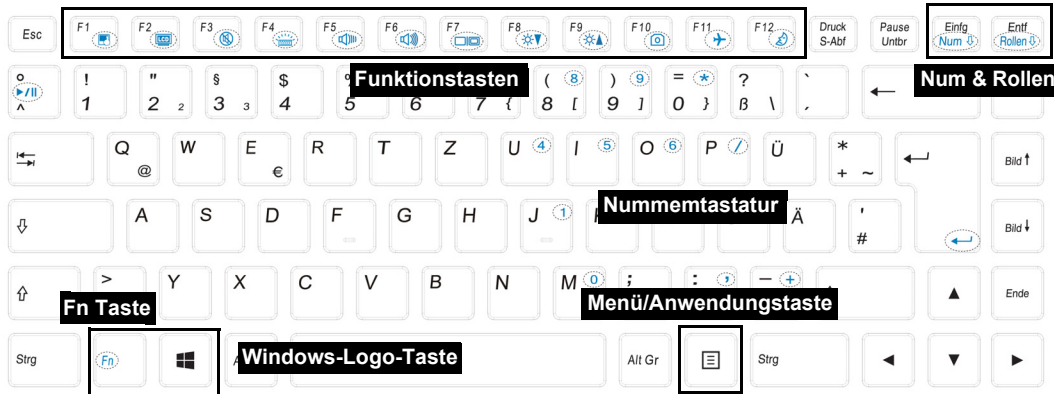 Esc F1 F2 F3 F4 F5 F6 F7 F8 F9 F10 F11 F12 Druck S-Abf Pause Untbr Einfg Num Entf Rollen
Funktionstasten
Num & Rollen
° ! " § $ ( 8 ) 9 = * ? `
^ 1 2 2 3 3 4 5 6 7 { 8 [ 9 ] 0 } ß \ ´
Q @ W E € R T Z U 4 I 5 O 6 P / Ü * + ~ Bild
Nummemtastatur
A S D F G H J 1 Ä ' # Bild
> Y X C V B N M 0 ; : , — + Ende
Fn Taste
Menü/Anwendungstaste
Strg Fn Alt Gr Strg
Windows-Logo-Taste